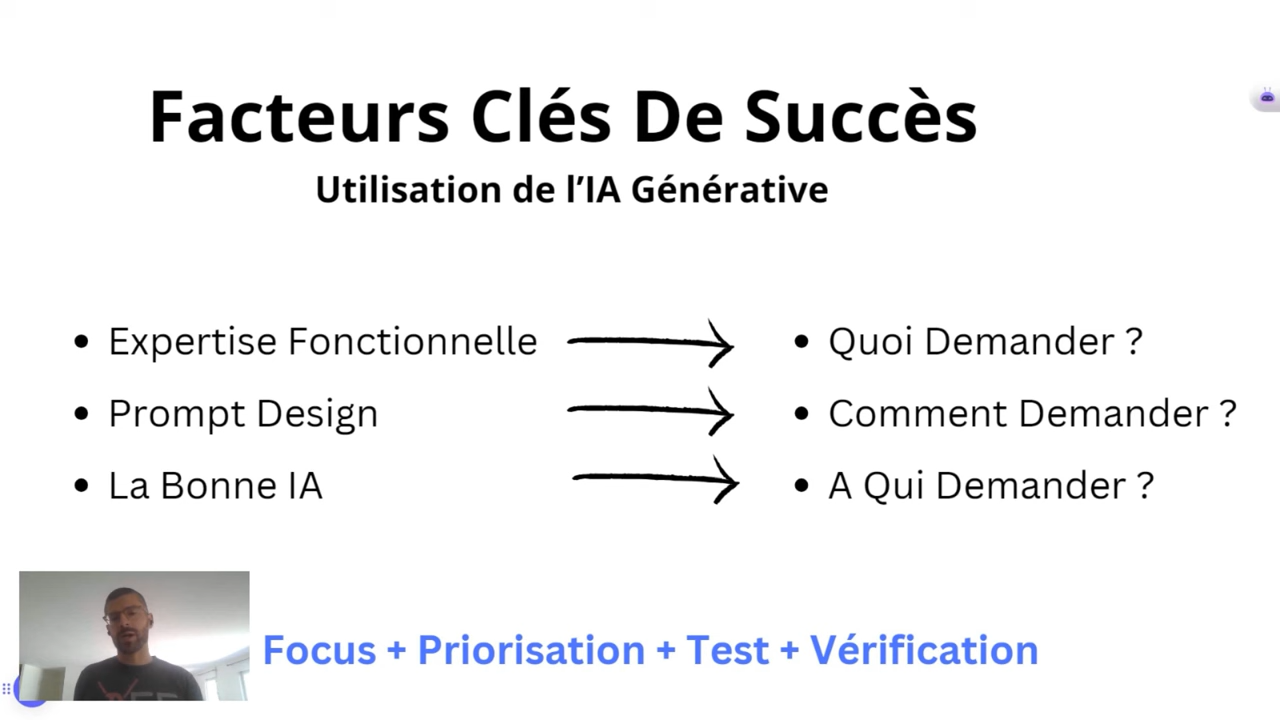 Facteurs Clés De Succès
Utilisation de l’IA Générative
• Expertise Fonctionnelle
• Quoi Demander ?
• Prompt Design
• Comment Demander ?
• La Bonne IA
• A Qui Demander ?
Focus + Priorisation + Test + Vérification